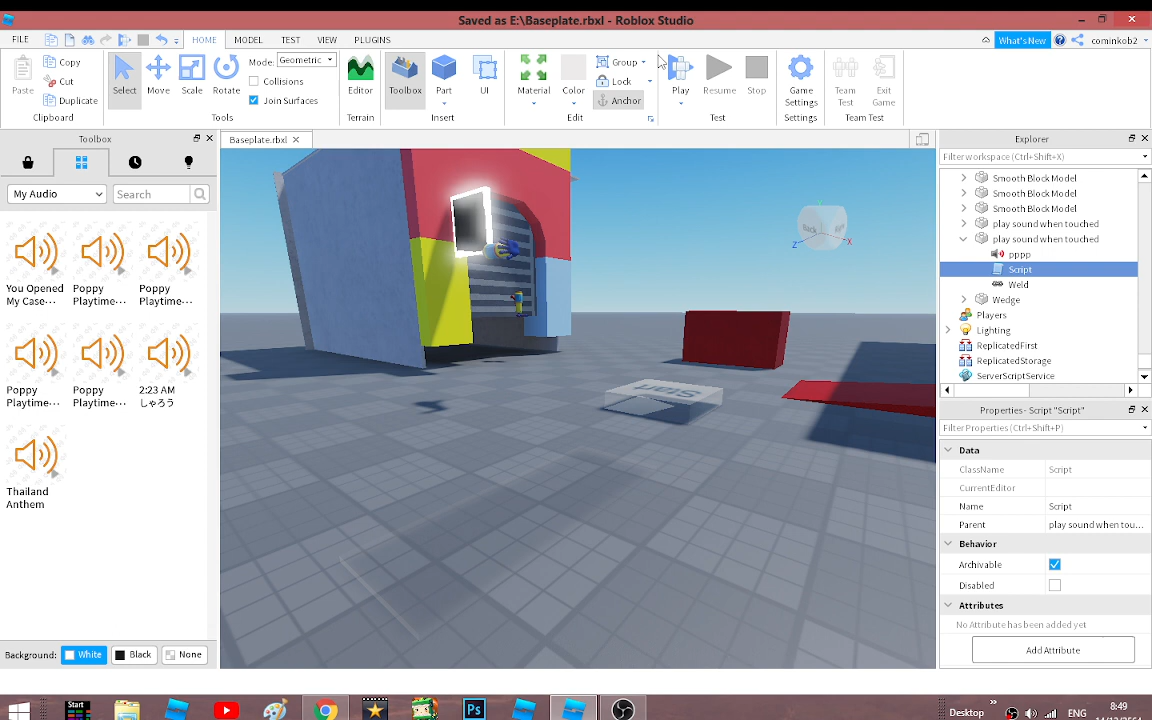 Saved as E:\Baseplate.rbxl - Roblox Studio
FILE
HOME
MODEL
TEST
VIEW
PLUGINS
What's New
cominkob2
Paste
Copy
Cut
Duplicate
Clipboard
Select
Move
Scale
Rotate
Mode: Geometric
Collisions
Join Surfaces
Tools
Editor
Terrain
Toolbox
Part
UI
Insert
Material
Color
Group
Lock
Anchor
Edit
Play
Resume
Stop
Test
Game
Settings
Settings
Team
Test
Exit
Game
Team Test
Toolbox
My Audio
Search
You Opened
My Case···
Poppy
Playtime···
Poppy
Playtime···
Poppy
Playtime···
Poppy
Playtime···
2:23 AM
しゃろう
Thailand
Anthem
Background:
White
Black
None
Baseplate.rbxl
Back
Z
X
Explorer
Filter workspace (Ctrl+Shift+X)
Smooth Block Model
Smooth Block Model
Smooth Block Model
play sound when touched
play sound when touched
pppp
Script
Weld
Wedge
Players
Lighting
ReplicatedFirst
ReplicatedStorage
ServerScriptService
Properties - Script "Script"
Filter Properties (Ctrl+Shift+P)
Data
ClassName Script
CurrentEditor
Name Script
Parent play sound when tou...
Behavior
Archivable
Disabled
Attributes
No Attribute has been added yet
Add Attribute
Start
Ps
Desktop
ENG
8:49